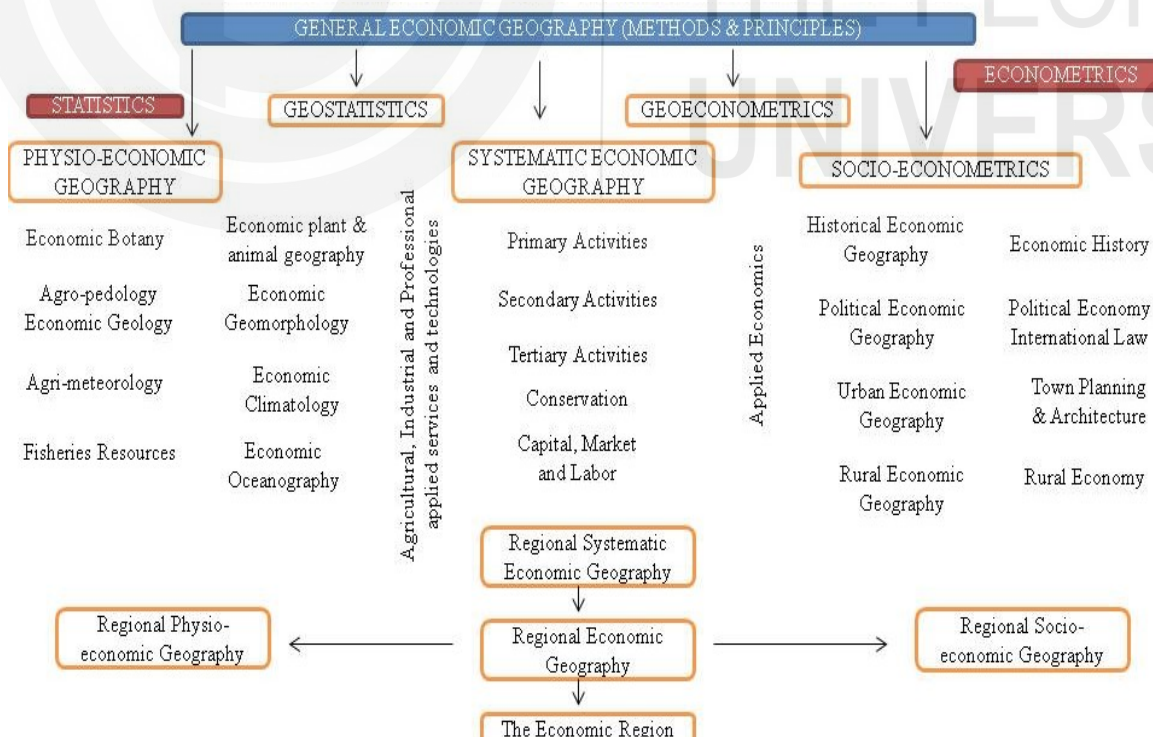 THE PEOPL
UNIVERS
GENERAL ECONOMIC GEOGRAPHY (METHODS & PRINCIPLES)
STATISTICS
GEOSTATISTICS
GEOECONOMETRICS
ECONOMETRICS
PHYSIO-ECONOMIC
GEOGRAPHY
SYSTEMATIC ECONOMIC
GEOGRAPHY
SOCIO-ECONOMETRICS
Economic Botany
Agro-pedology
Economic Geology
Agri-meteorology
Fisheries Resources
Economic plant &
animal geography
Economic
Geomorphology
Economic
Climatology
Economic
Oceanography
Agricultural, Industrial and Professional
applied services and technologies
Primary Activities
Secondary Activities
Tertiary Activities
Conservation
Capital, Market
and Labor
Applied Economics
Historical Economic
Geography
Political Economic
Geography
Urban Economic
Geography
Rural Economic
Geography
Economic History
Political Economy
International Law
Town Planning
& Architecture
Rural Economy
Regional Systematic
Economic Geography
Regional Physio-
economic Geography
Regional Economic
Geography
Regional Socio-
economic Geography
The Economic Region